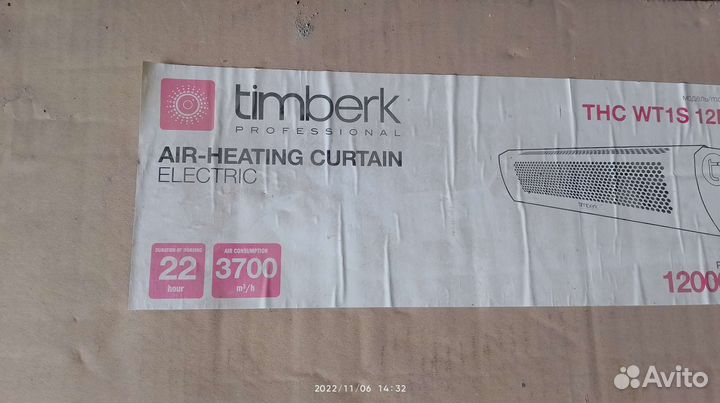 timberk
PROFESSIONAL
AIR-HEATING CURTAIN
ELECTRIC
DURATION OF WORKING
22
hour
AIR CONSUMPTION
3700
m³/h
THC WT1S 12
timberk
1200
2022/11/06 14:32
Avito